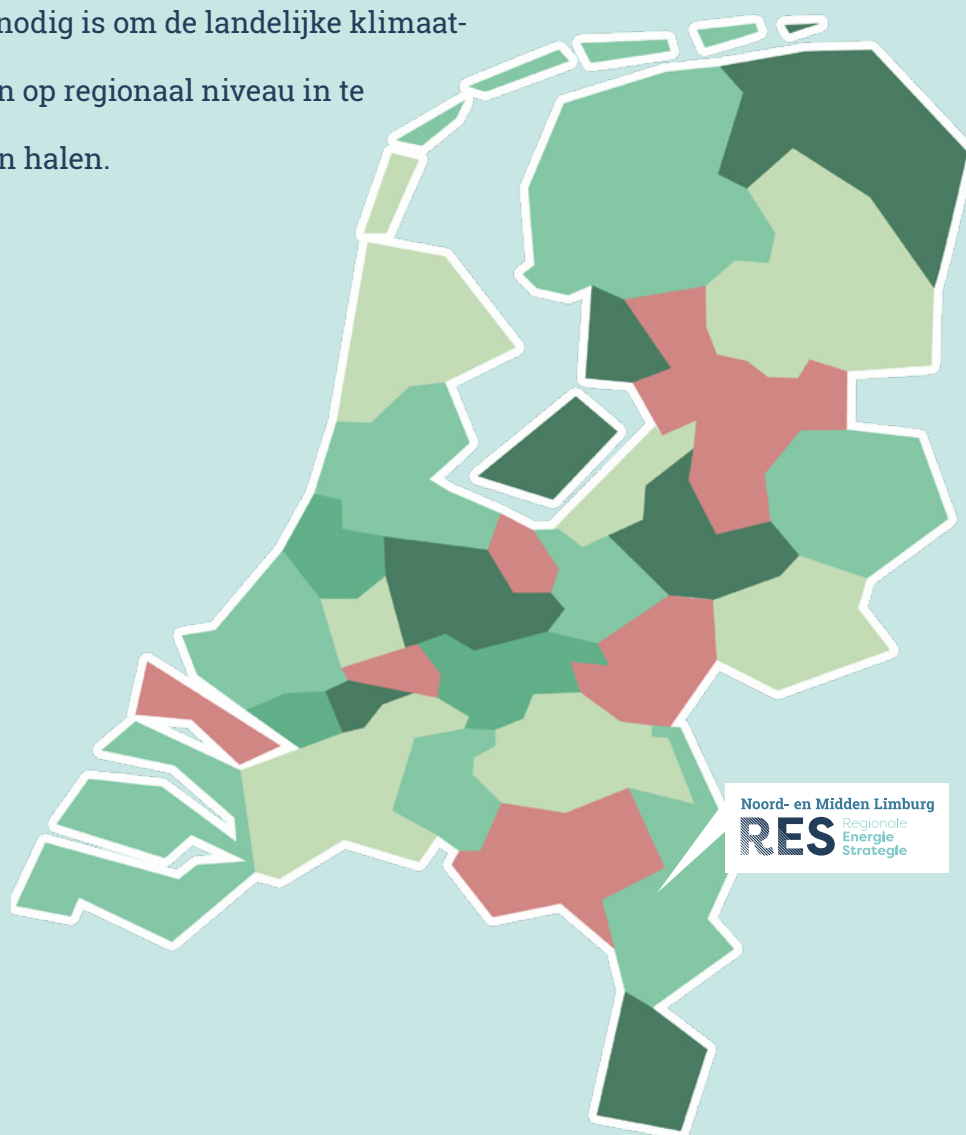 nodig is om de landelijke klimaat-
n op regionaal niveau in te
n halen.
Noord- en Midden Limburg
RES
Regionale
Energie
Strategie